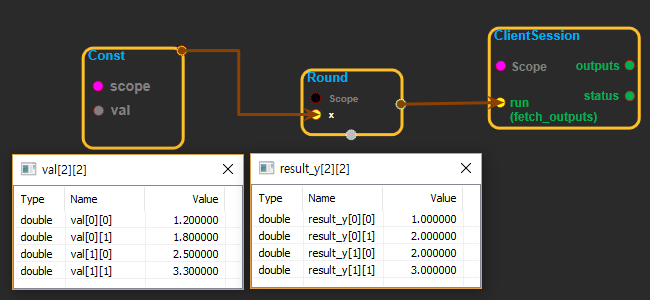 Const
scope
val
Round
Scope
x
ClientSession
Scope
outputs
status
run
(fetch_outputs)
val[2][2]
Type Name Value
double val[0][0] 1.200000
double val[0][1] 1.800000
double val[1][0] 2.500000
double val[1][1] 3.300000
result_y[2][2]
Type Name Value
double result_y[0][0] 1.000000
double result_y[0][1] 2.000000
double result_y[1][0] 2.000000
double result_y[1][1] 3.000000